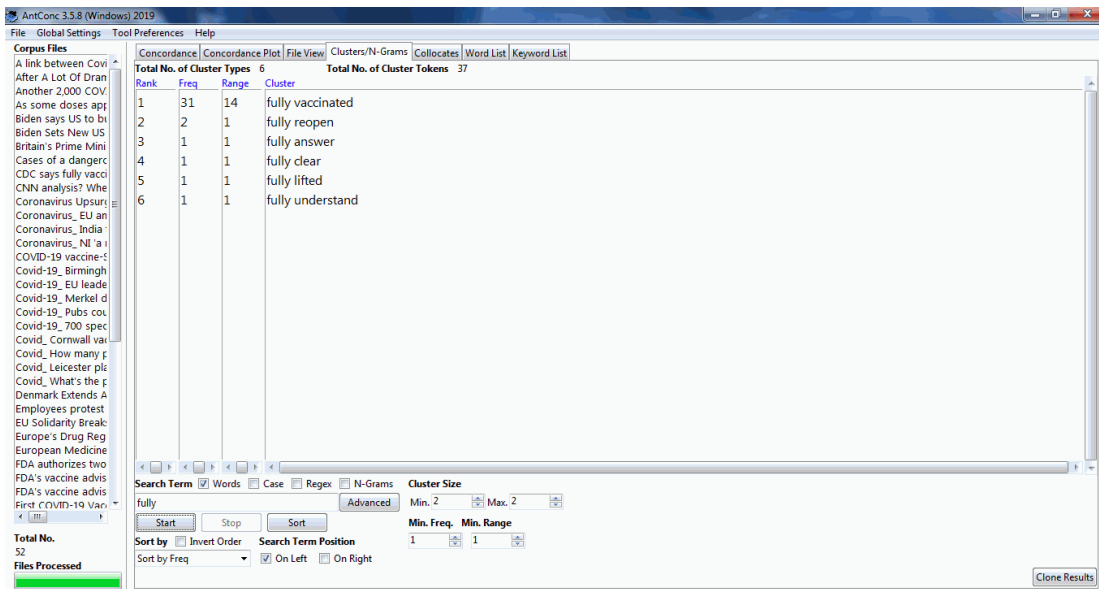 AntConc 3.5.8 (Windows) 2019
File Global Settings Tool Preferences Help
Corpus Files
A link between Covi
After A Lot Of Dram
Another 2,000 COV
As some doses app
Biden says US to bu
Biden Sets New US
Britain's Prime Mini
Cases of a dangerc
CDC says fully vacci
CNN analysis? Whe
Coronavirus Upsurg
Coronavirus_ EU an
Coronavirus_ India
Coronavirus_ NI 'a r
COVID-19 vaccine-S
Covid-19_ Birmingh
Covid-19_ EU leade
Covid-19_ Merkel d
Covid-19_ Pubs cou
Covid-19_ 700 spec
Covid_ Cornwall vac
Covid_ How many p
Covid_ Leicester pla
Covid_ What's the p
Denmark Extends A
Employees protest
EU Solidarity Break
Europe's Drug Reg
European Medicine
FDA authorizes two
FDA's vaccine advis
FDA's vaccine advis
First COVID-19 Vacc
Total No.
52
Files Processed
Concordance Concordance Plot File View Clusters/N-Grams Collocates Word List Keyword List
Total No. of Cluster Types 6 Total No. of Cluster Tokens 37
Rank Freq Range Cluster
1 31 14 fully vaccinated
2 2 1 fully reopen
3 1 1 fully answer
4 1 1 fully clear
5 1 1 fully lifted
6 1 1 fully understand
Search Term Words Case Regex N-Grams Cluster Size
fully Advanced Min. 2 Max. 2
Start Stop Sort Min. Freq. Min. Range
Sort by Invert Order Search Term Position 1 1
Sort by Freq On Left On Right
Clone Results